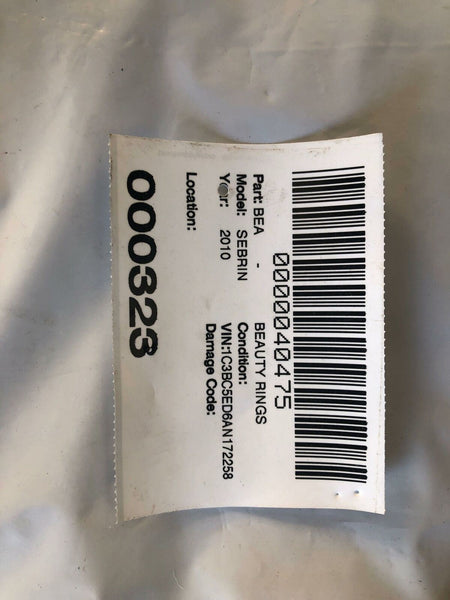 0000040475
Part: BEA - BEAUTY RINGS
Model: SEBRIN Condition:
Year: 2010 VIN:1C3BC5ED6AN172258
Damage Code:
Location:
000323